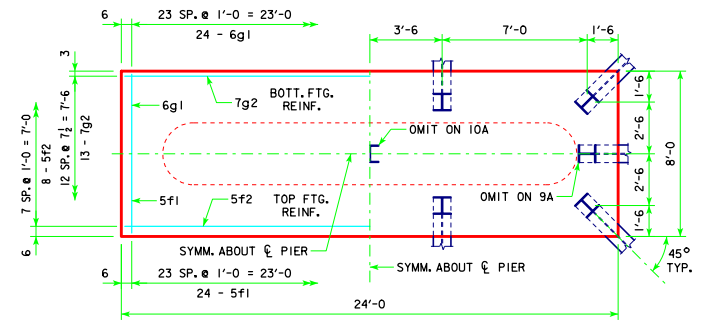 6 23 SP. @ 1'-0 = 23'-0
24 - 6g1
3'-6 7'-0 1'-6
3
12 SP. @ 7½ = 7'-6
13 - 7g2
7 SP. @ 1'-0 = 7'-0
8 - 5f2
6
6g1
7g2
BOTT. FTG.
REINF.
OMIT ON 10A
5f1
5f2
TOP FTG.
REINF.
OMIT ON 9A
1'-6
2'-6
2'-6
1'-6
8'-0
SYMM. ABOUT ℄ PIER
SYMM. ABOUT ℄ PIER
45°
TYP.
6 23 SP. @ 1'-0 = 23'-0
24 - 5f1
24'-0